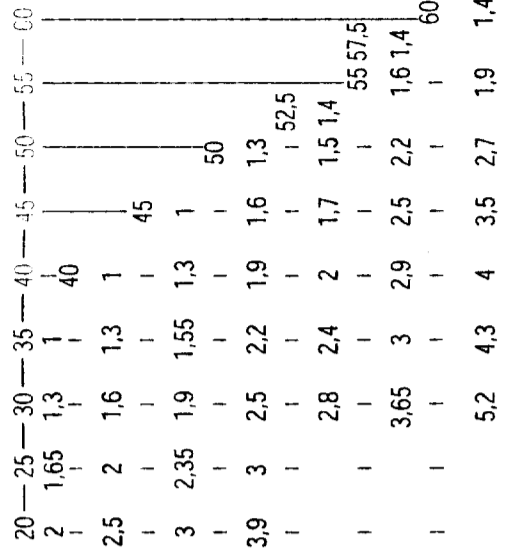 20 — 25 — 30 — 35 — 40 — 45 — 50 — 55 — 60
2 1,65 1,3 1 40
2,5 2 1,6 1,3 1 45
3 2,35 1,9 1,55 1,3 1 50
3,9 3 2,5 2,2 1,9 1,6 1,3 52,5
– – 2,8 2,4 2 1,7 1,5 1,4 55 57,5
– – 3,65 3 2,9 2,5 2,2 1,6 1,4 60
5,2 4,3 4 3,5 2,7 1,9 1,4